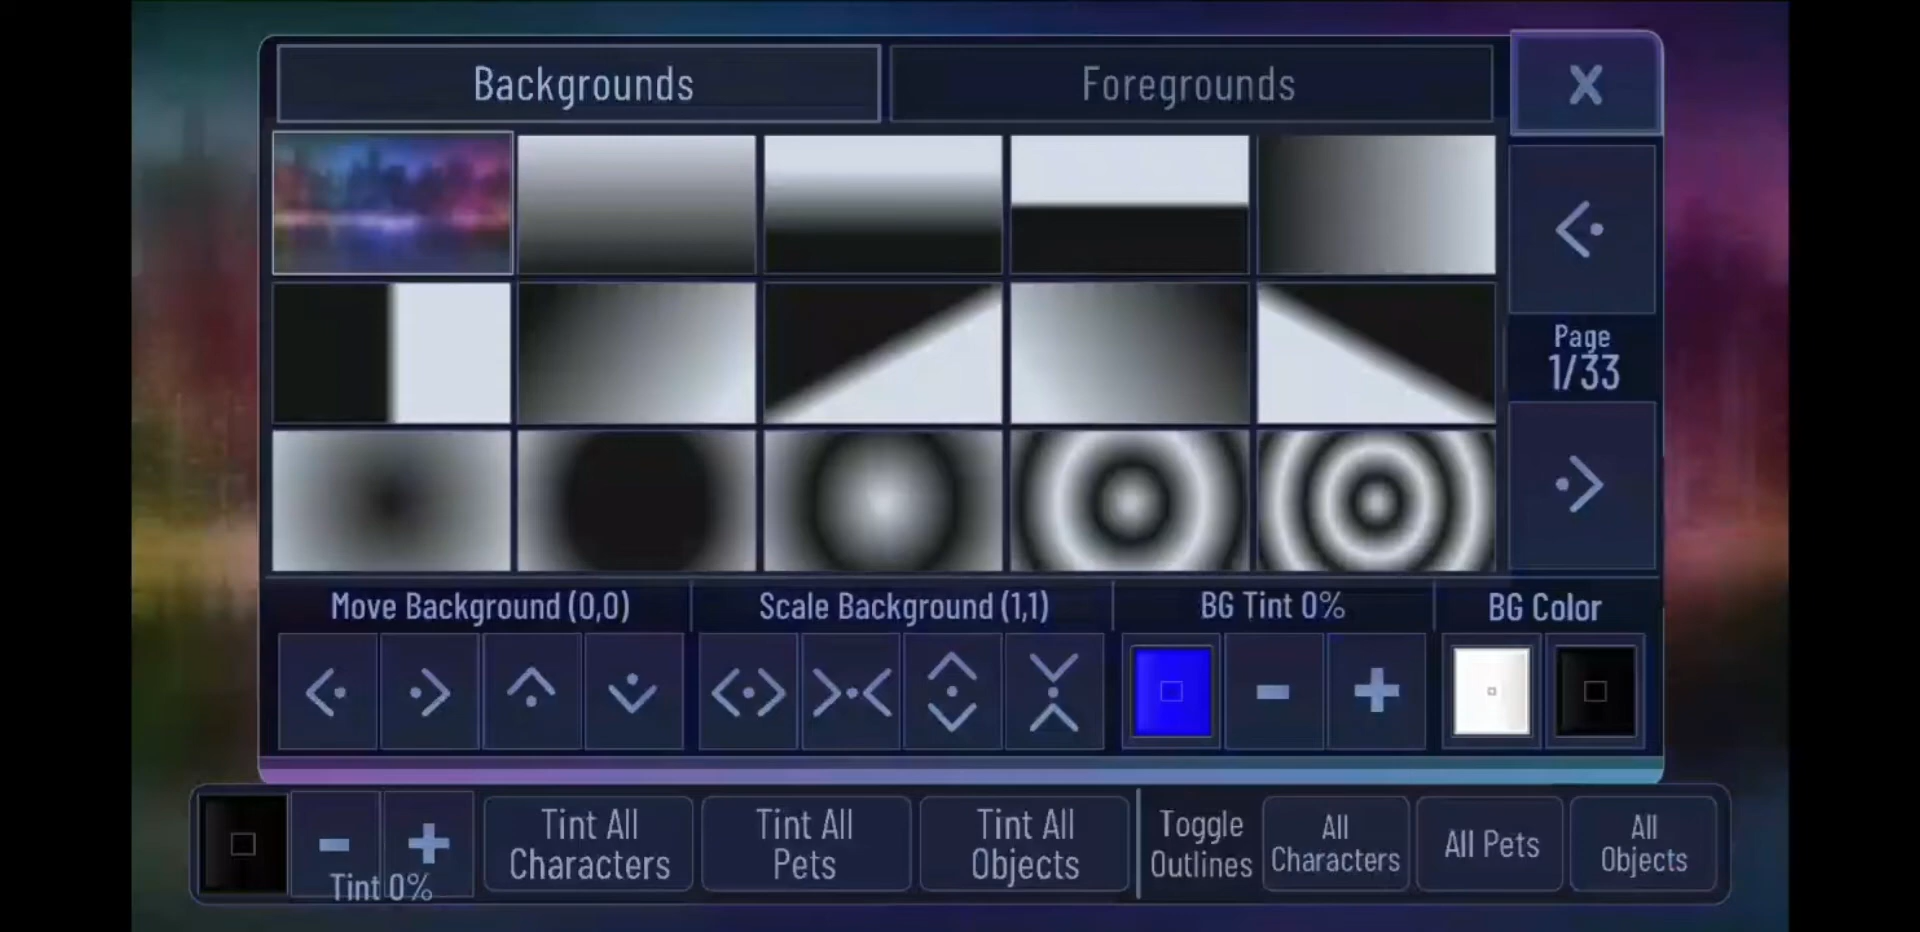 Backgrounds
Foregrounds
X
Page
1/33
Move Background (0,0)
Scale Background (1,1)
BG Tint 0%
BG Color
Tint 0%
Tint All
Characters
Tint All
Pets
Tint All
Objects
Toggle
Outlines
All
Characters
All Pets
All
Objects